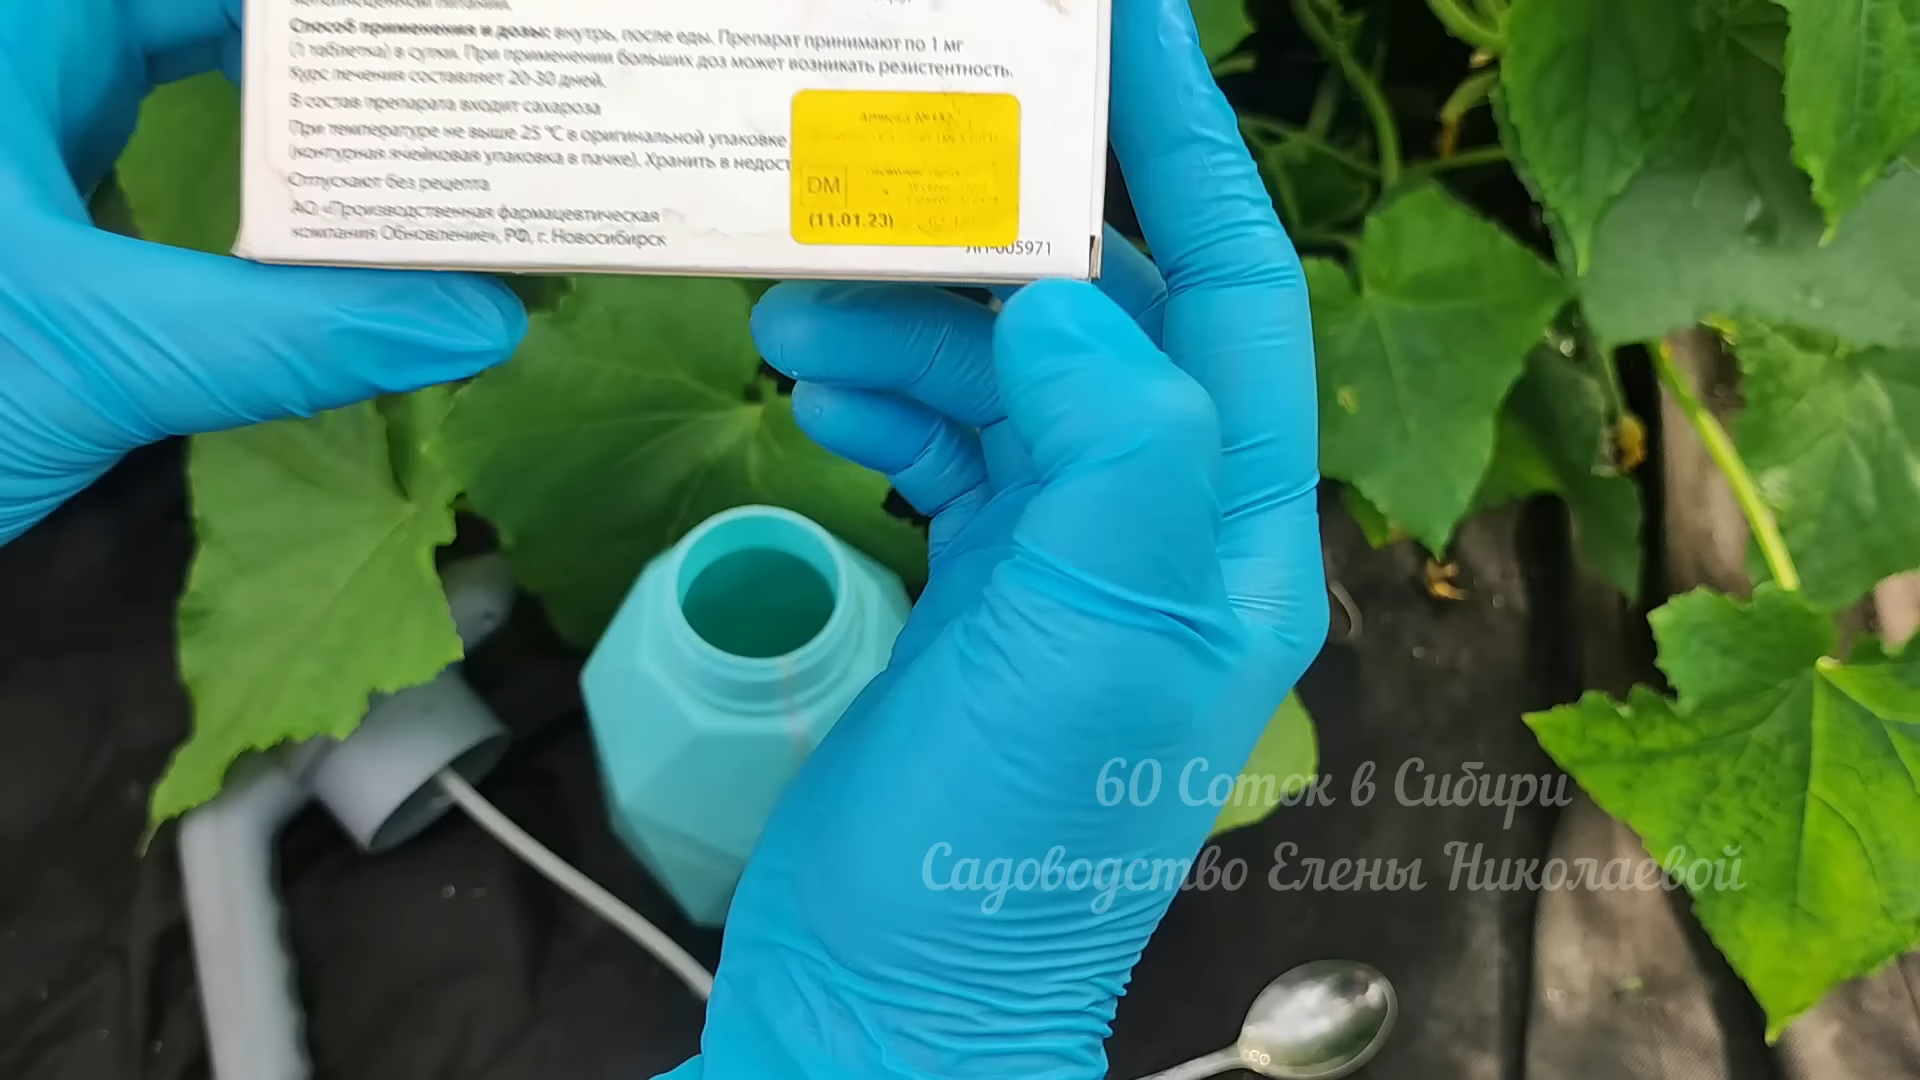 Способ применения и дозы: внутрь, после еды. Препарат принимают по 1 мг
(1 таблетка) в сутки. При применении больших доз может возникать резистентность.
Курс лечения составляет 20-30 дней.
В состав препарата входит сахароза
При температуре не выше 25 °С в оригинальной упаковке
(контурная ячейковая упаковка в пачке). Хранить в недост
Отпускают без рецепта
АО «Производственная фармацевтическая
компания Обновление», РФ, г. Новосибирск
DM
(11.01.23)
005971
60 Соток в Сибири
Садоводство Елены Николаевой